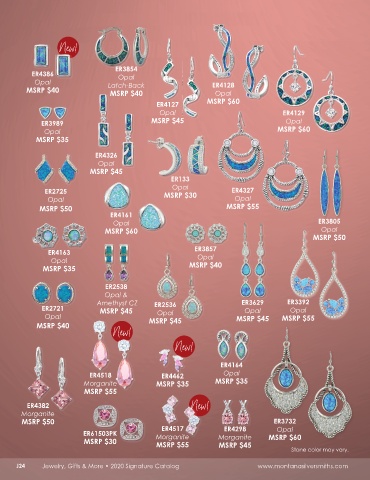 New!
ER4386
Opal
MSRP $40
ER3854
Opal
Latch Back
MSRP $40
ER4127
Opal
MSRP $45
ER4128
Opal
MSRP $60
ER4129
Opal
MSRP $60
ER3989
Opal
MSRP $35
ER4326
Opal
MSRP $45
ER133
Opal
MSRP $30
ER4327
Opal
MSRP $55
ER2725
Opal
MSRP $50
ER4161
Opal
MSRP $60
ER3805
Opal
MSRP $50
ER4163
Opal
MSRP $35
ER3857
Opal
MSRP $40
ER2538
Opal &
Amethyst CZ
MSRP $45
ER2536
Opal
MSRP $45
ER3629
Opal
MSRP $45
ER3392
Opal
MSRP $55
ER2721
Opal
MSRP $40
New!
ER4518
Morganite
MSRP $55
New!
ER4462
MSRP $35
ER4164
Opal
MSRP $35
ER4382
Morganite
MSRP $50
ER61503PK
MSRP $30
New!
ER4517
Morganite
MSRP $55
ER4298
Morganite
MSRP $45
ER3732
Opal
MSRP $60
Stone color may vary.
J24 Jewelry, Gifts & More • 2020 Signature Catalog www.montanasilversmiths.com